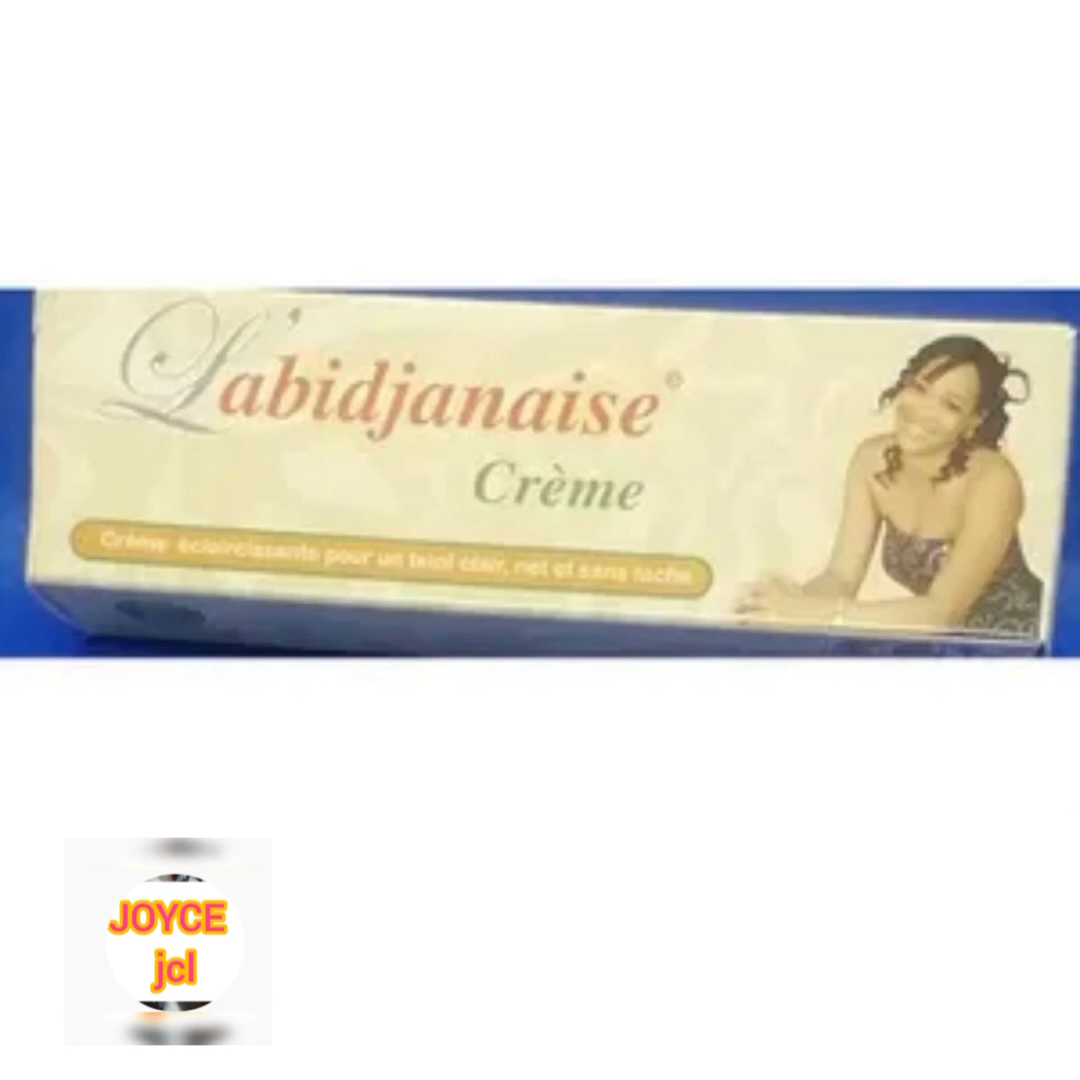 L'abidjanaise®
Crème
Crème éclaircissante pour un teint clair, net et sans tache
JOYCE
jcl